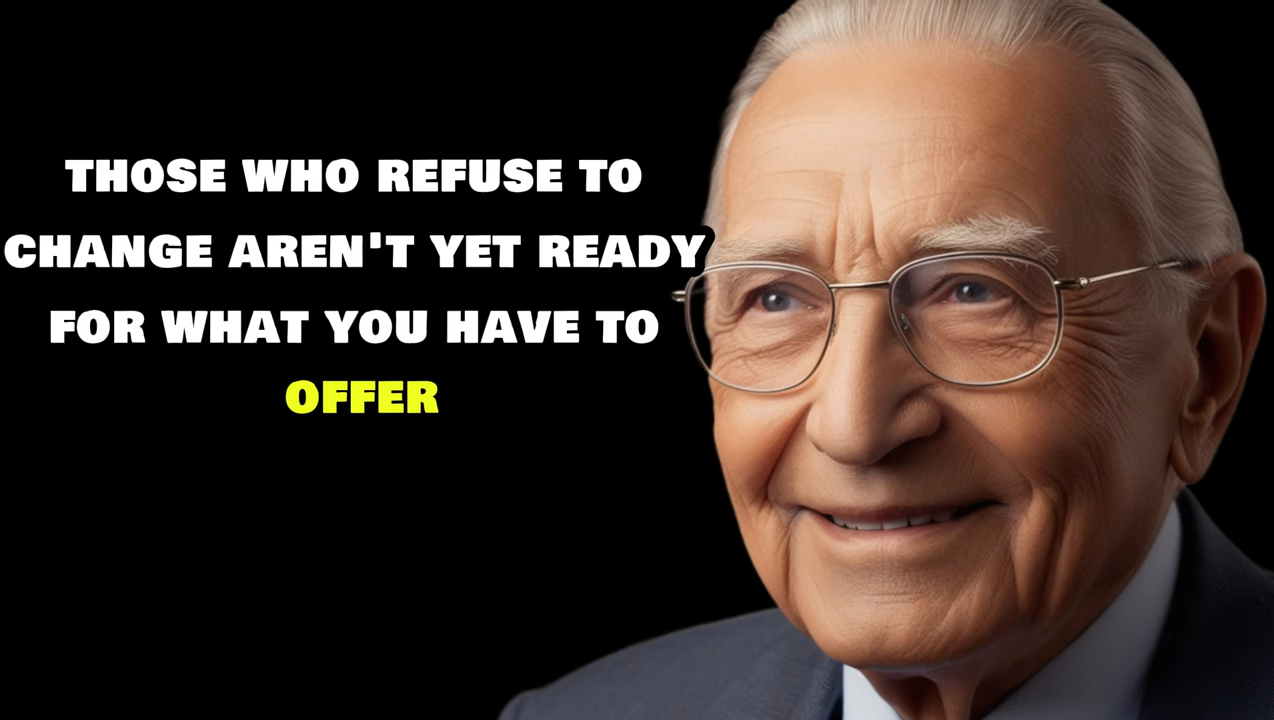 THOSE WHO REFUSE TO
CHANGE AREN'T YET READY
FOR WHAT YOU HAVE TO
OFFER